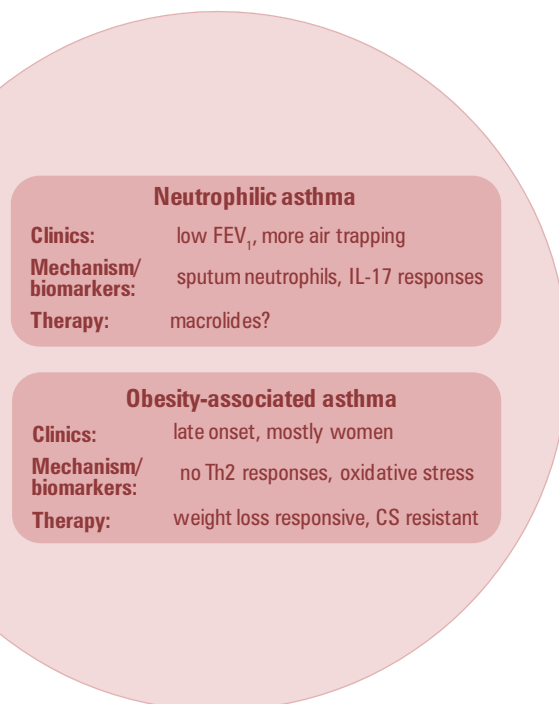 Neutrophilic asthma
Clinics: low FEV₁, more air trapping
Mechanism/
biomarkers: sputum neutrophils, IL-17 responses
Therapy: macrolides?
Obesity-associated asthma
Clinics: late onset, mostly women
Mechanism/
biomarkers: no Th2 responses, oxidative stress
Therapy: weight loss responsive, CS resistant